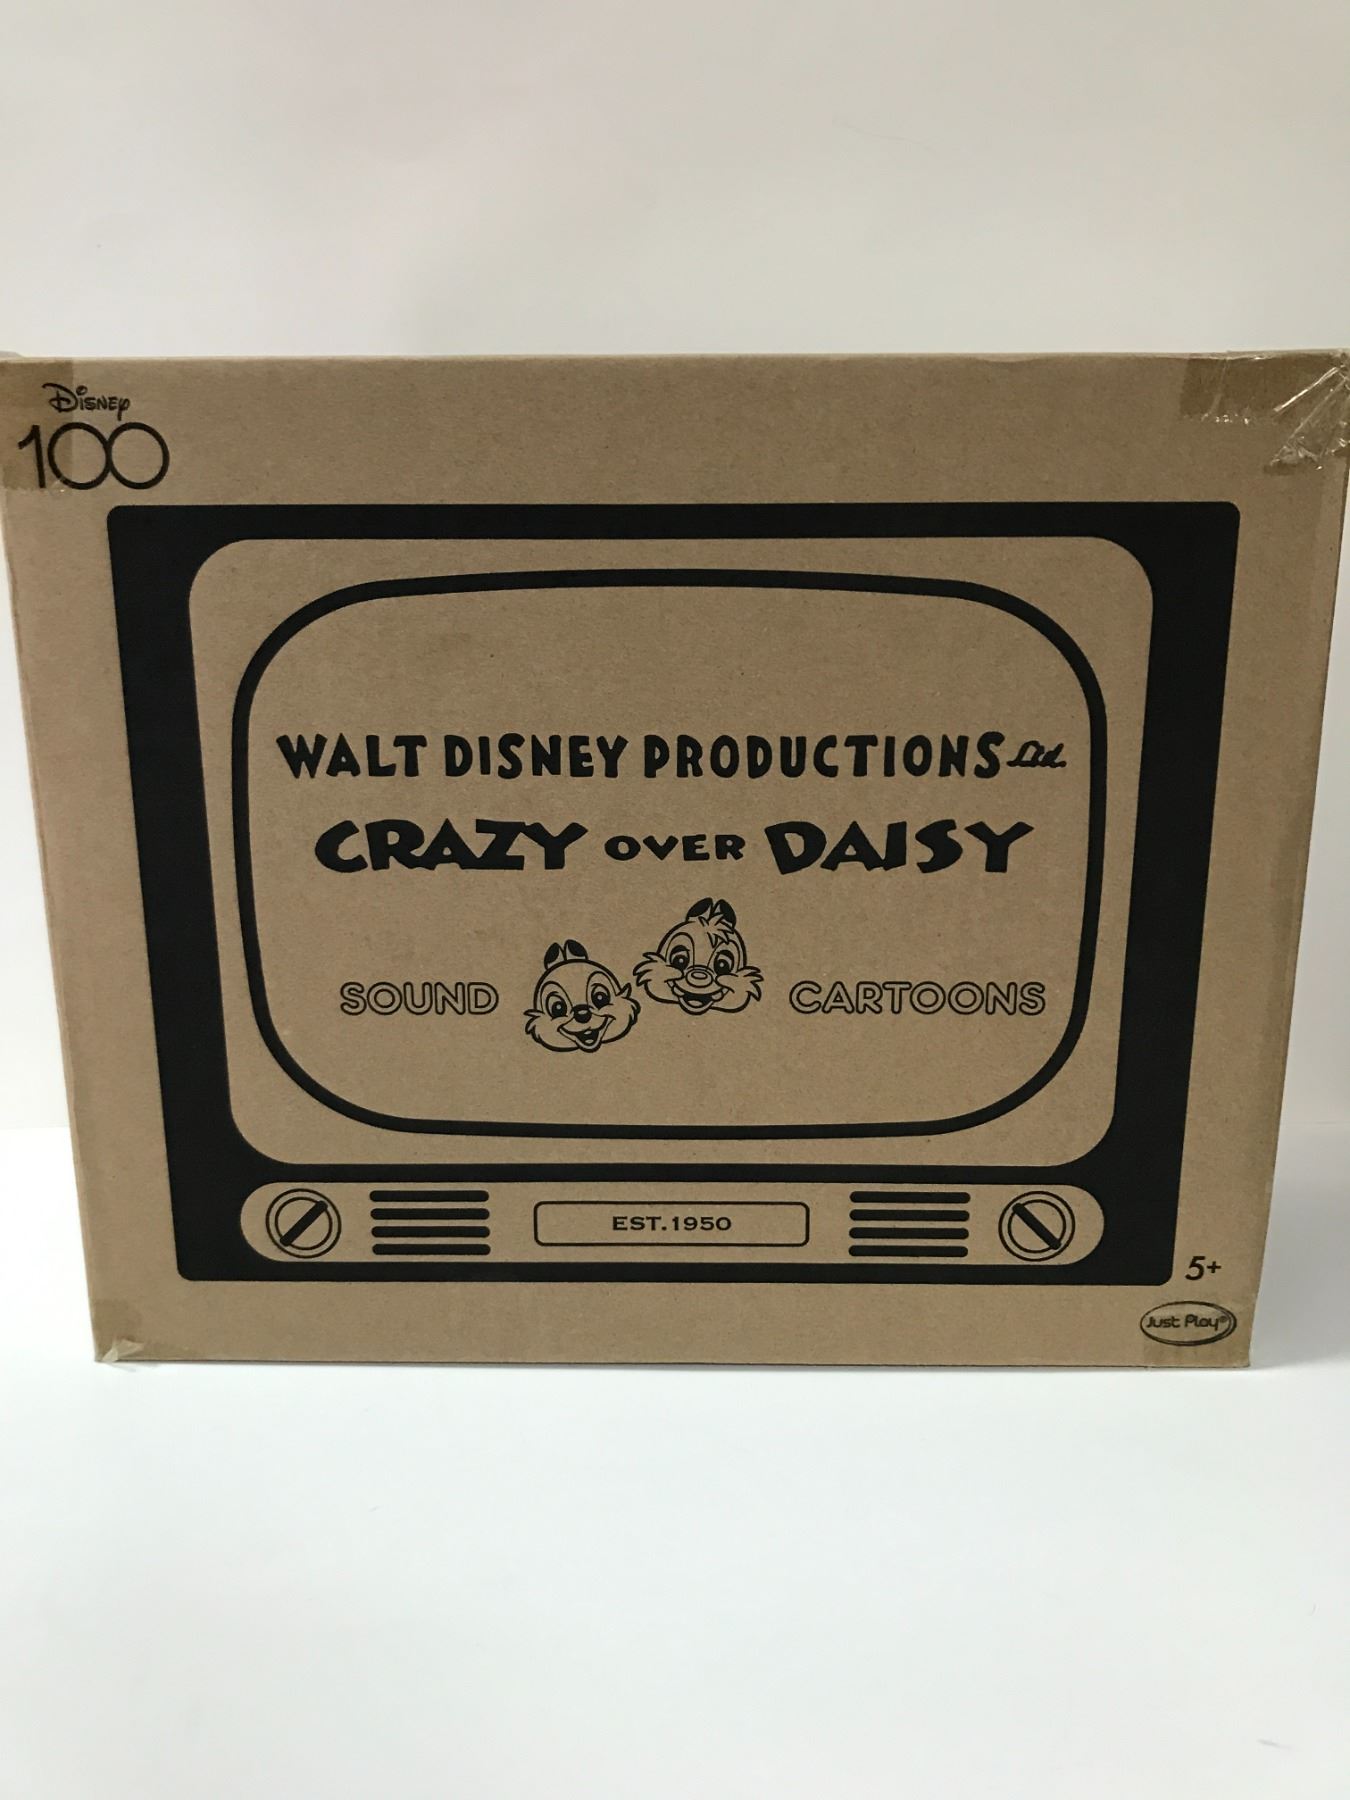 Disney
100
WALT DISNEY PRODUCTIONS Ltd.
CRAZY OVER DAISY
SOUND CARTOONS
EST.1950
5+
Just Play®